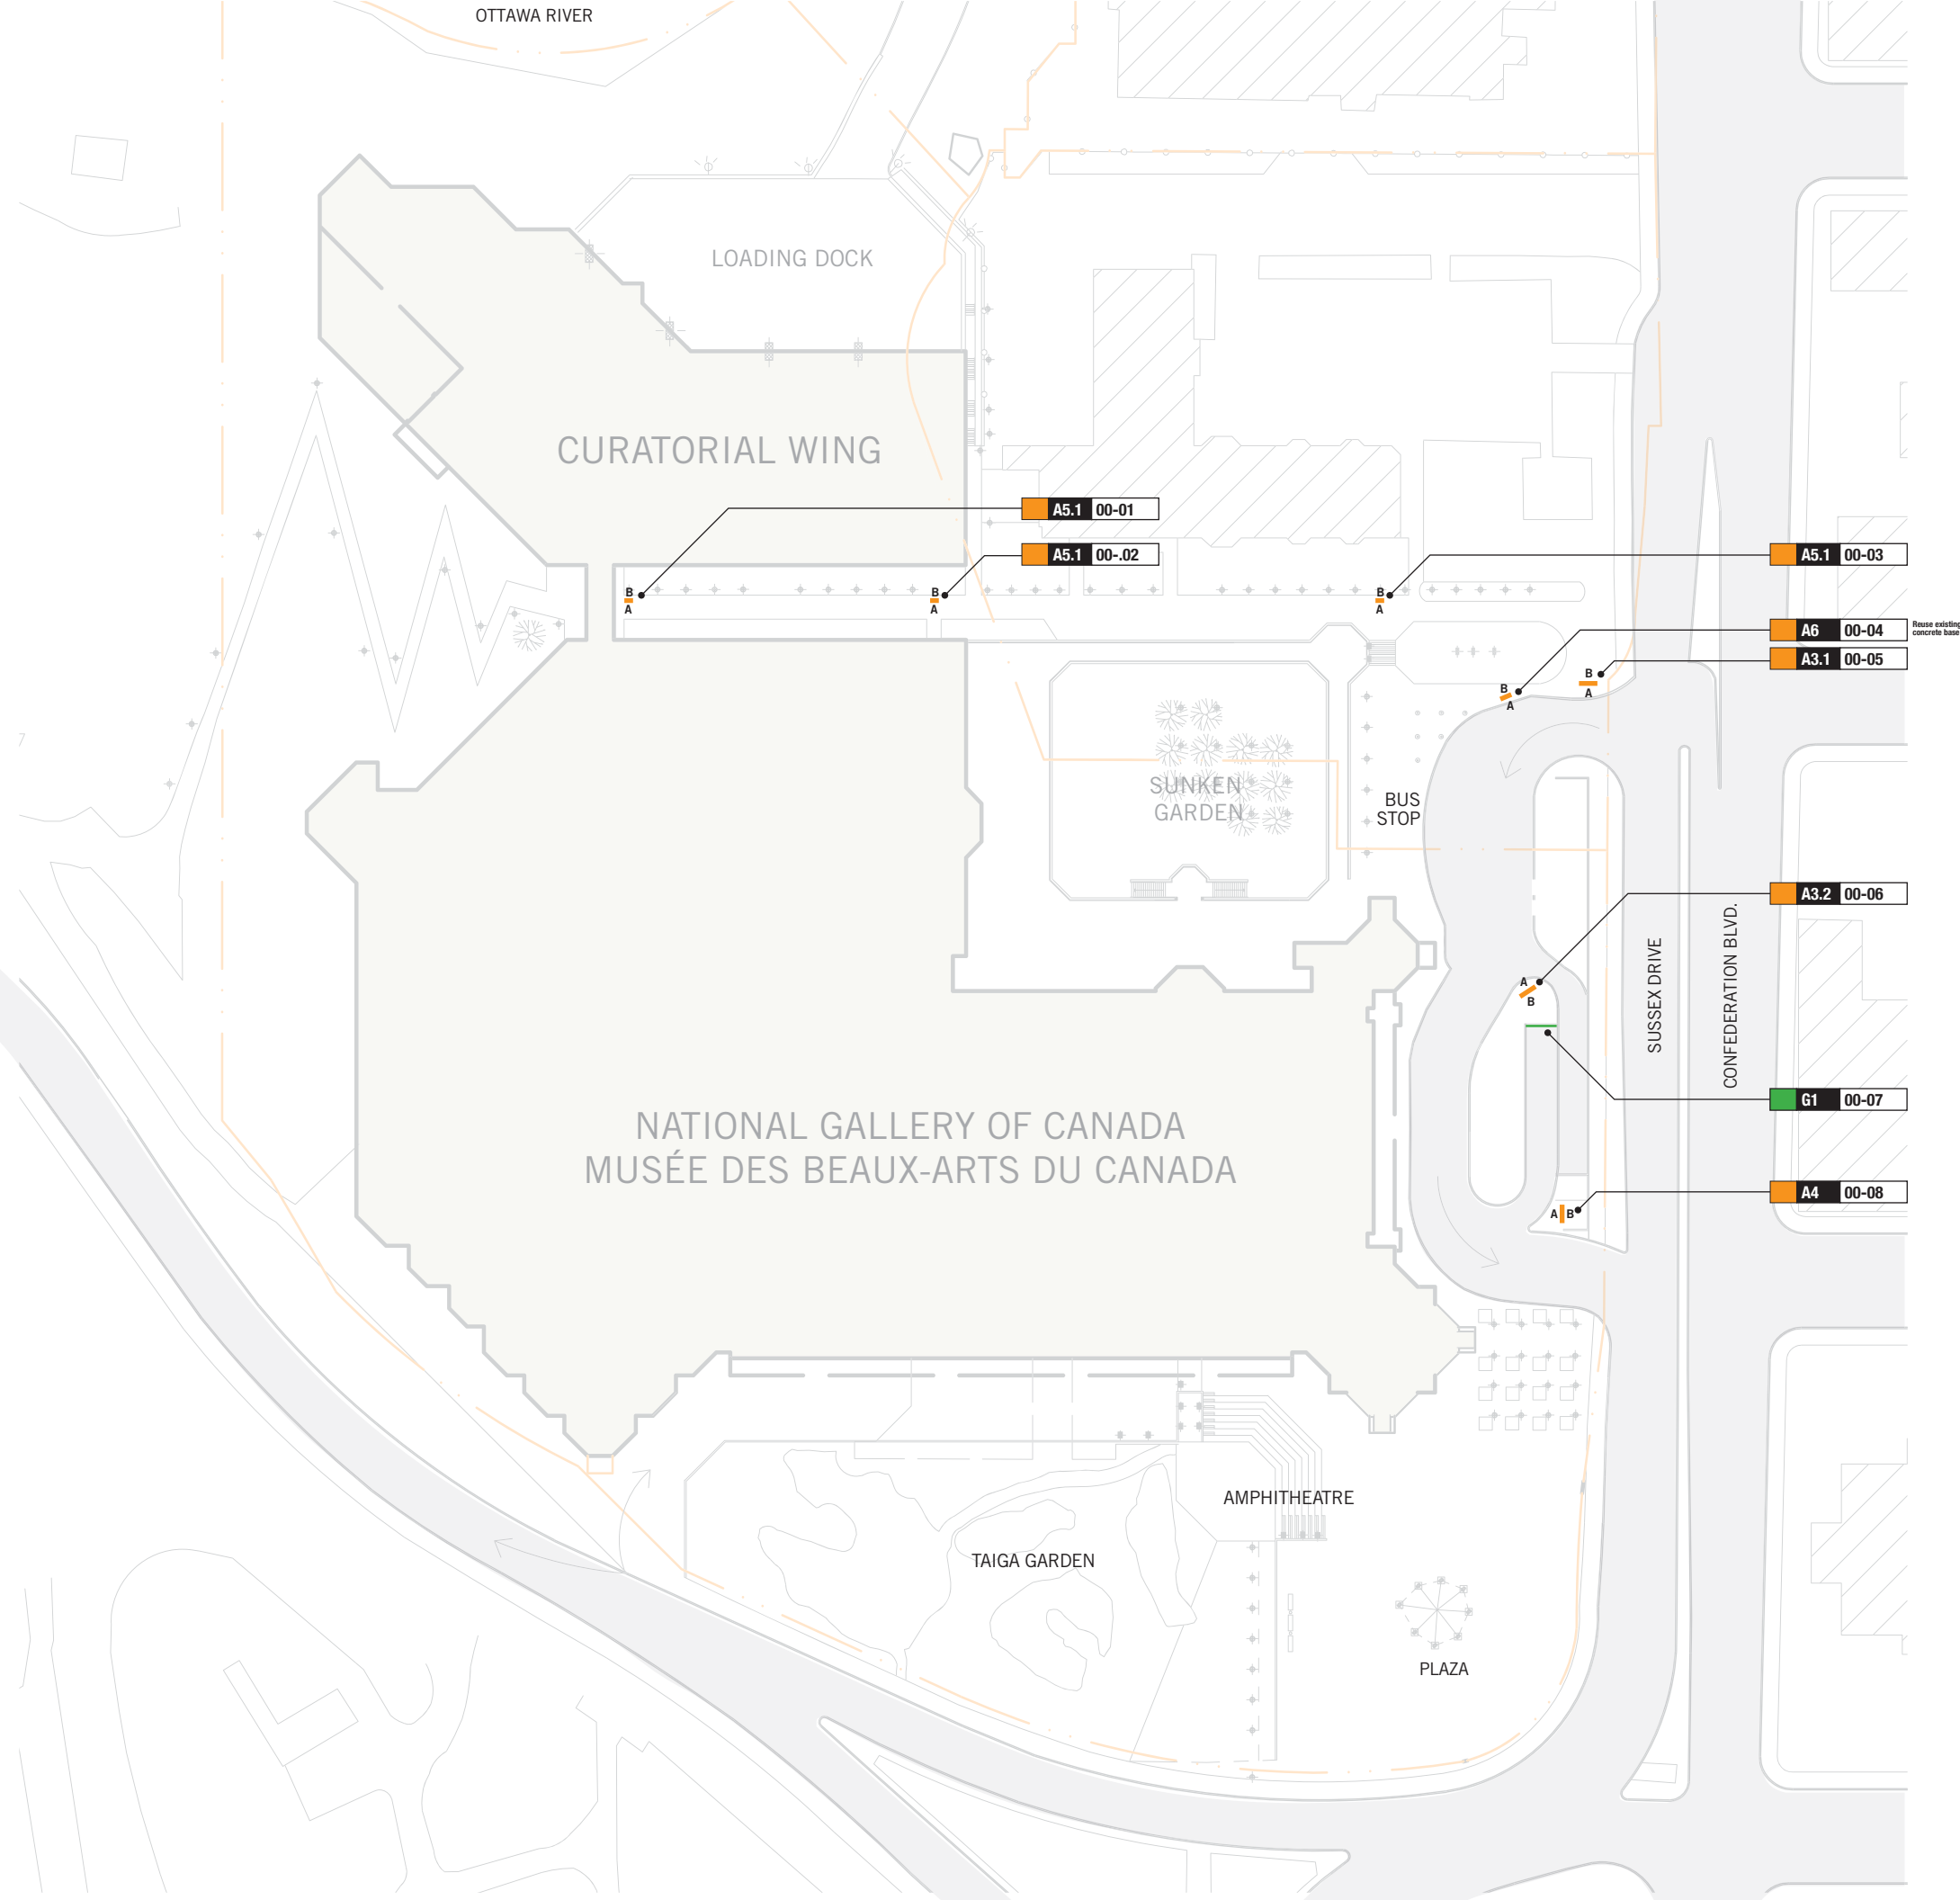 OTTAWA RIVER
LOADING DOCK
CURATORIAL WING
A5.1 00-01
A5.1 00-.02
A5.1 00-03
B
A
B
A
B
A
A6 00-04
Reuse existing
concrete base
A3.1 00-05
B
A
B
A
SUNKEN
GARDEN
BUS
STOP
A3.2 00-06
A
B
SUSSEX DRIVE
CONFEDERATION BLVD.
G1 00-07
NATIONAL GALLERY OF CANADA
MUSÉE DES BEAUX-ARTS DU CANADA
A4 00-08
A B
AMPHITHEATRE
TAIGA GARDEN
PLAZA